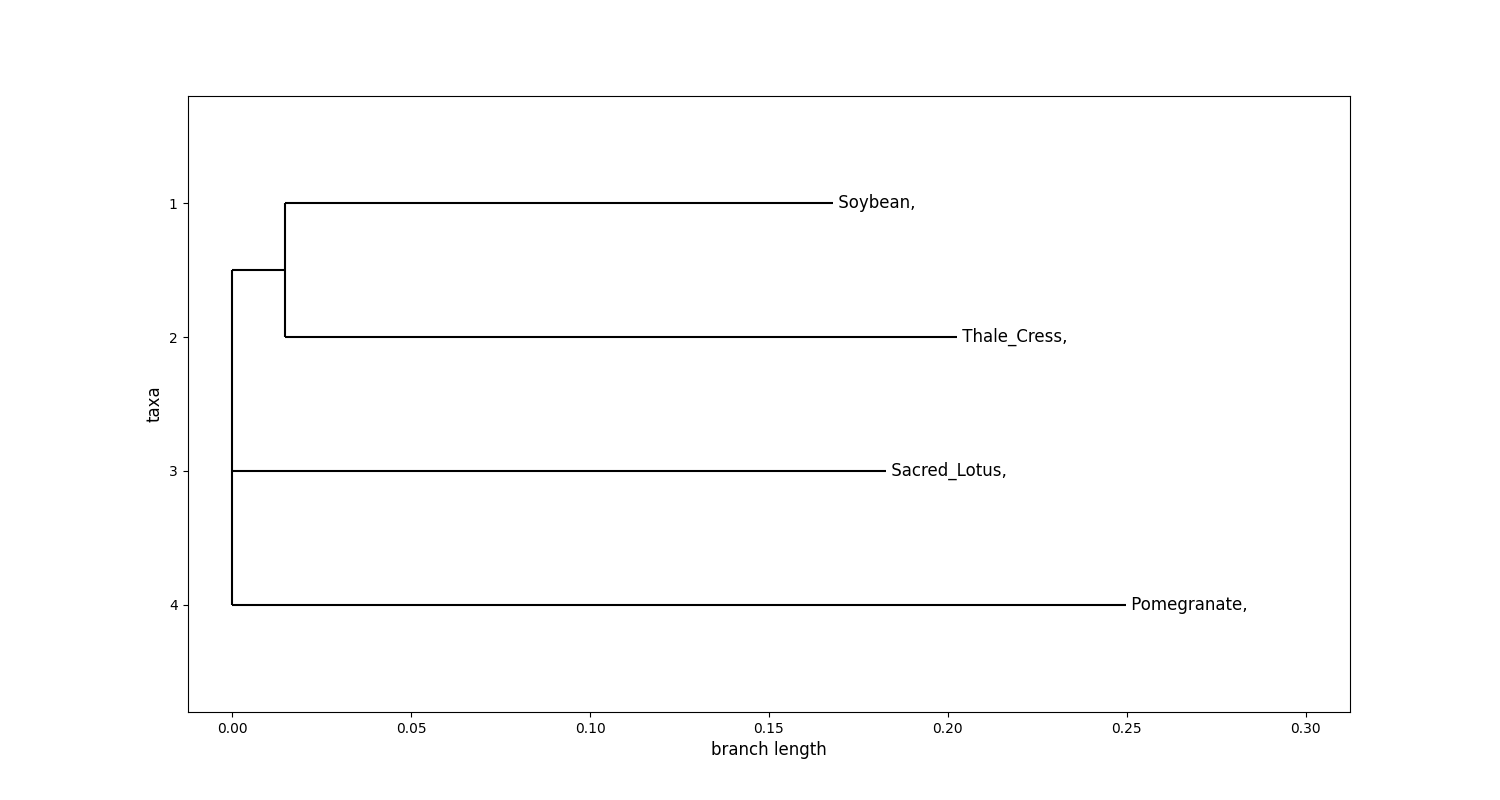 1
Soybean,
2
Thale_Cress,
taxa
3
Sacred_Lotus,
4
Pomegranate,
0.00 0.05 0.10 0.15 0.20 0.25 0.30
branch length